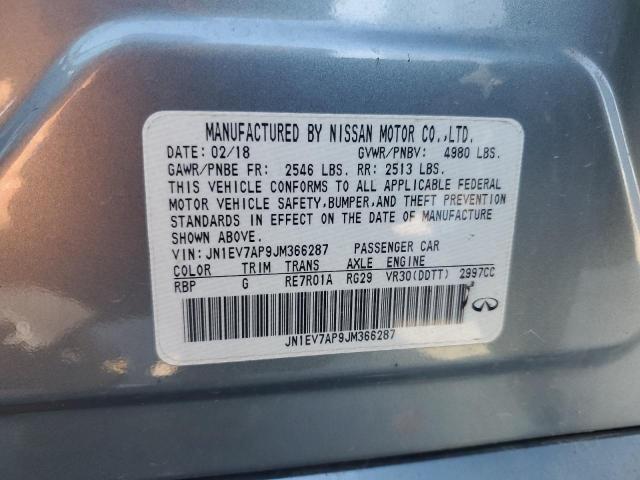 MANUFACTURED BY NISSAN MOTOR CO.,LTD.
DATE: 02/18 GVWR/PNBV: 4980 LBS.
GAWR/PNBE FR: 2546 LBS. RR: 2513 LBS.
THIS VEHICLE CONFORMS TO ALL APPLICABLE FEDERAL
MOTOR VEHICLE SAFETY,BUMPER,AND THEFT PREVENTION
STANDARDS IN EFFECT ON THE DATE OF MANUFACTURE
SHOWN ABOVE.
VIN: JN1EV7AP9JM366287 PASSENGER CAR
COLOR TRIM TRANS AXLE ENGINE
RBP G RE7R01A RG29 VR30(DDTT) 2997CC
JN1EV7AP9JM366287